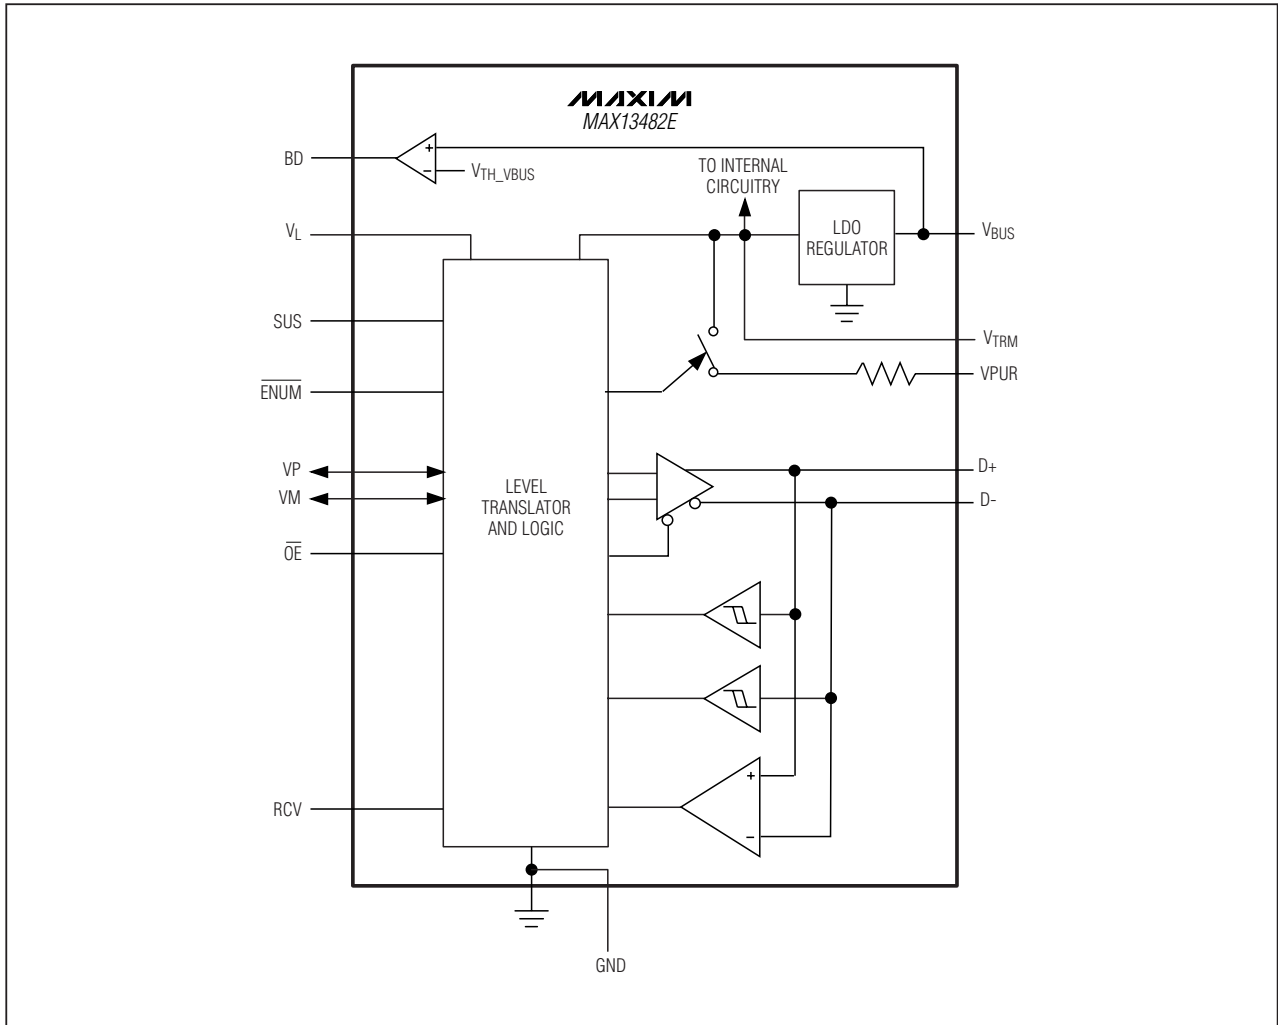 MAXIM
MAX13482E
BD
+
−
VTH_VBUS
TO INTERNAL
CIRCUITRY
VL
LDO
REGULATOR
VBUS
SUS
VTRM
VPUR
ENUM
VP
VM
LEVEL
TRANSLATOR
AND LOGIC
D+
D-
OE
+
−
RCV
GND